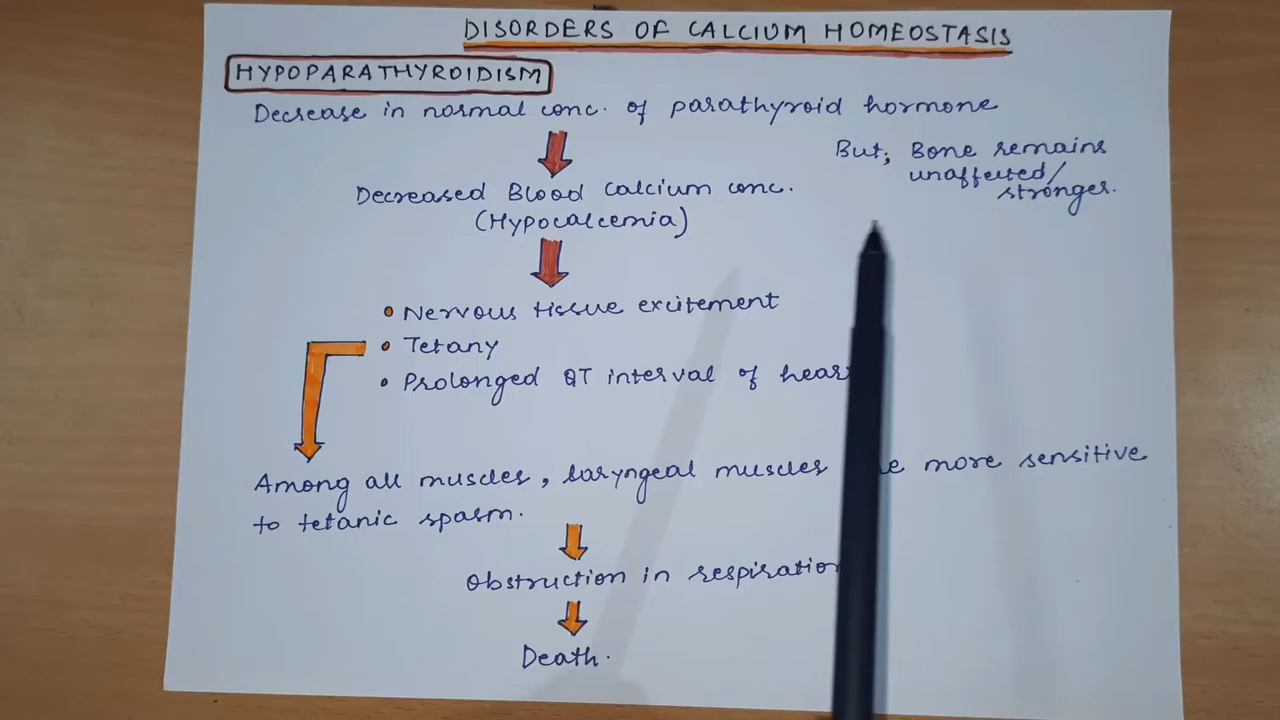 DISORDERS OF CALCIUM HOMEOSTASIS
HYPOPARATHYROIDISM
Decrease in normal conc. of parathyroid hormone
But, Bone remains
unaffected/
stronger.
Decreased Blood calcium conc.
(Hypocalcemia)
• Nervous tissue excitement
• Tetany
• Prolonged QT interval of hear
Among all muscles, laryngeal muscles more sensitive
to tetanic spasm.
Obstruction in respiration
Death.